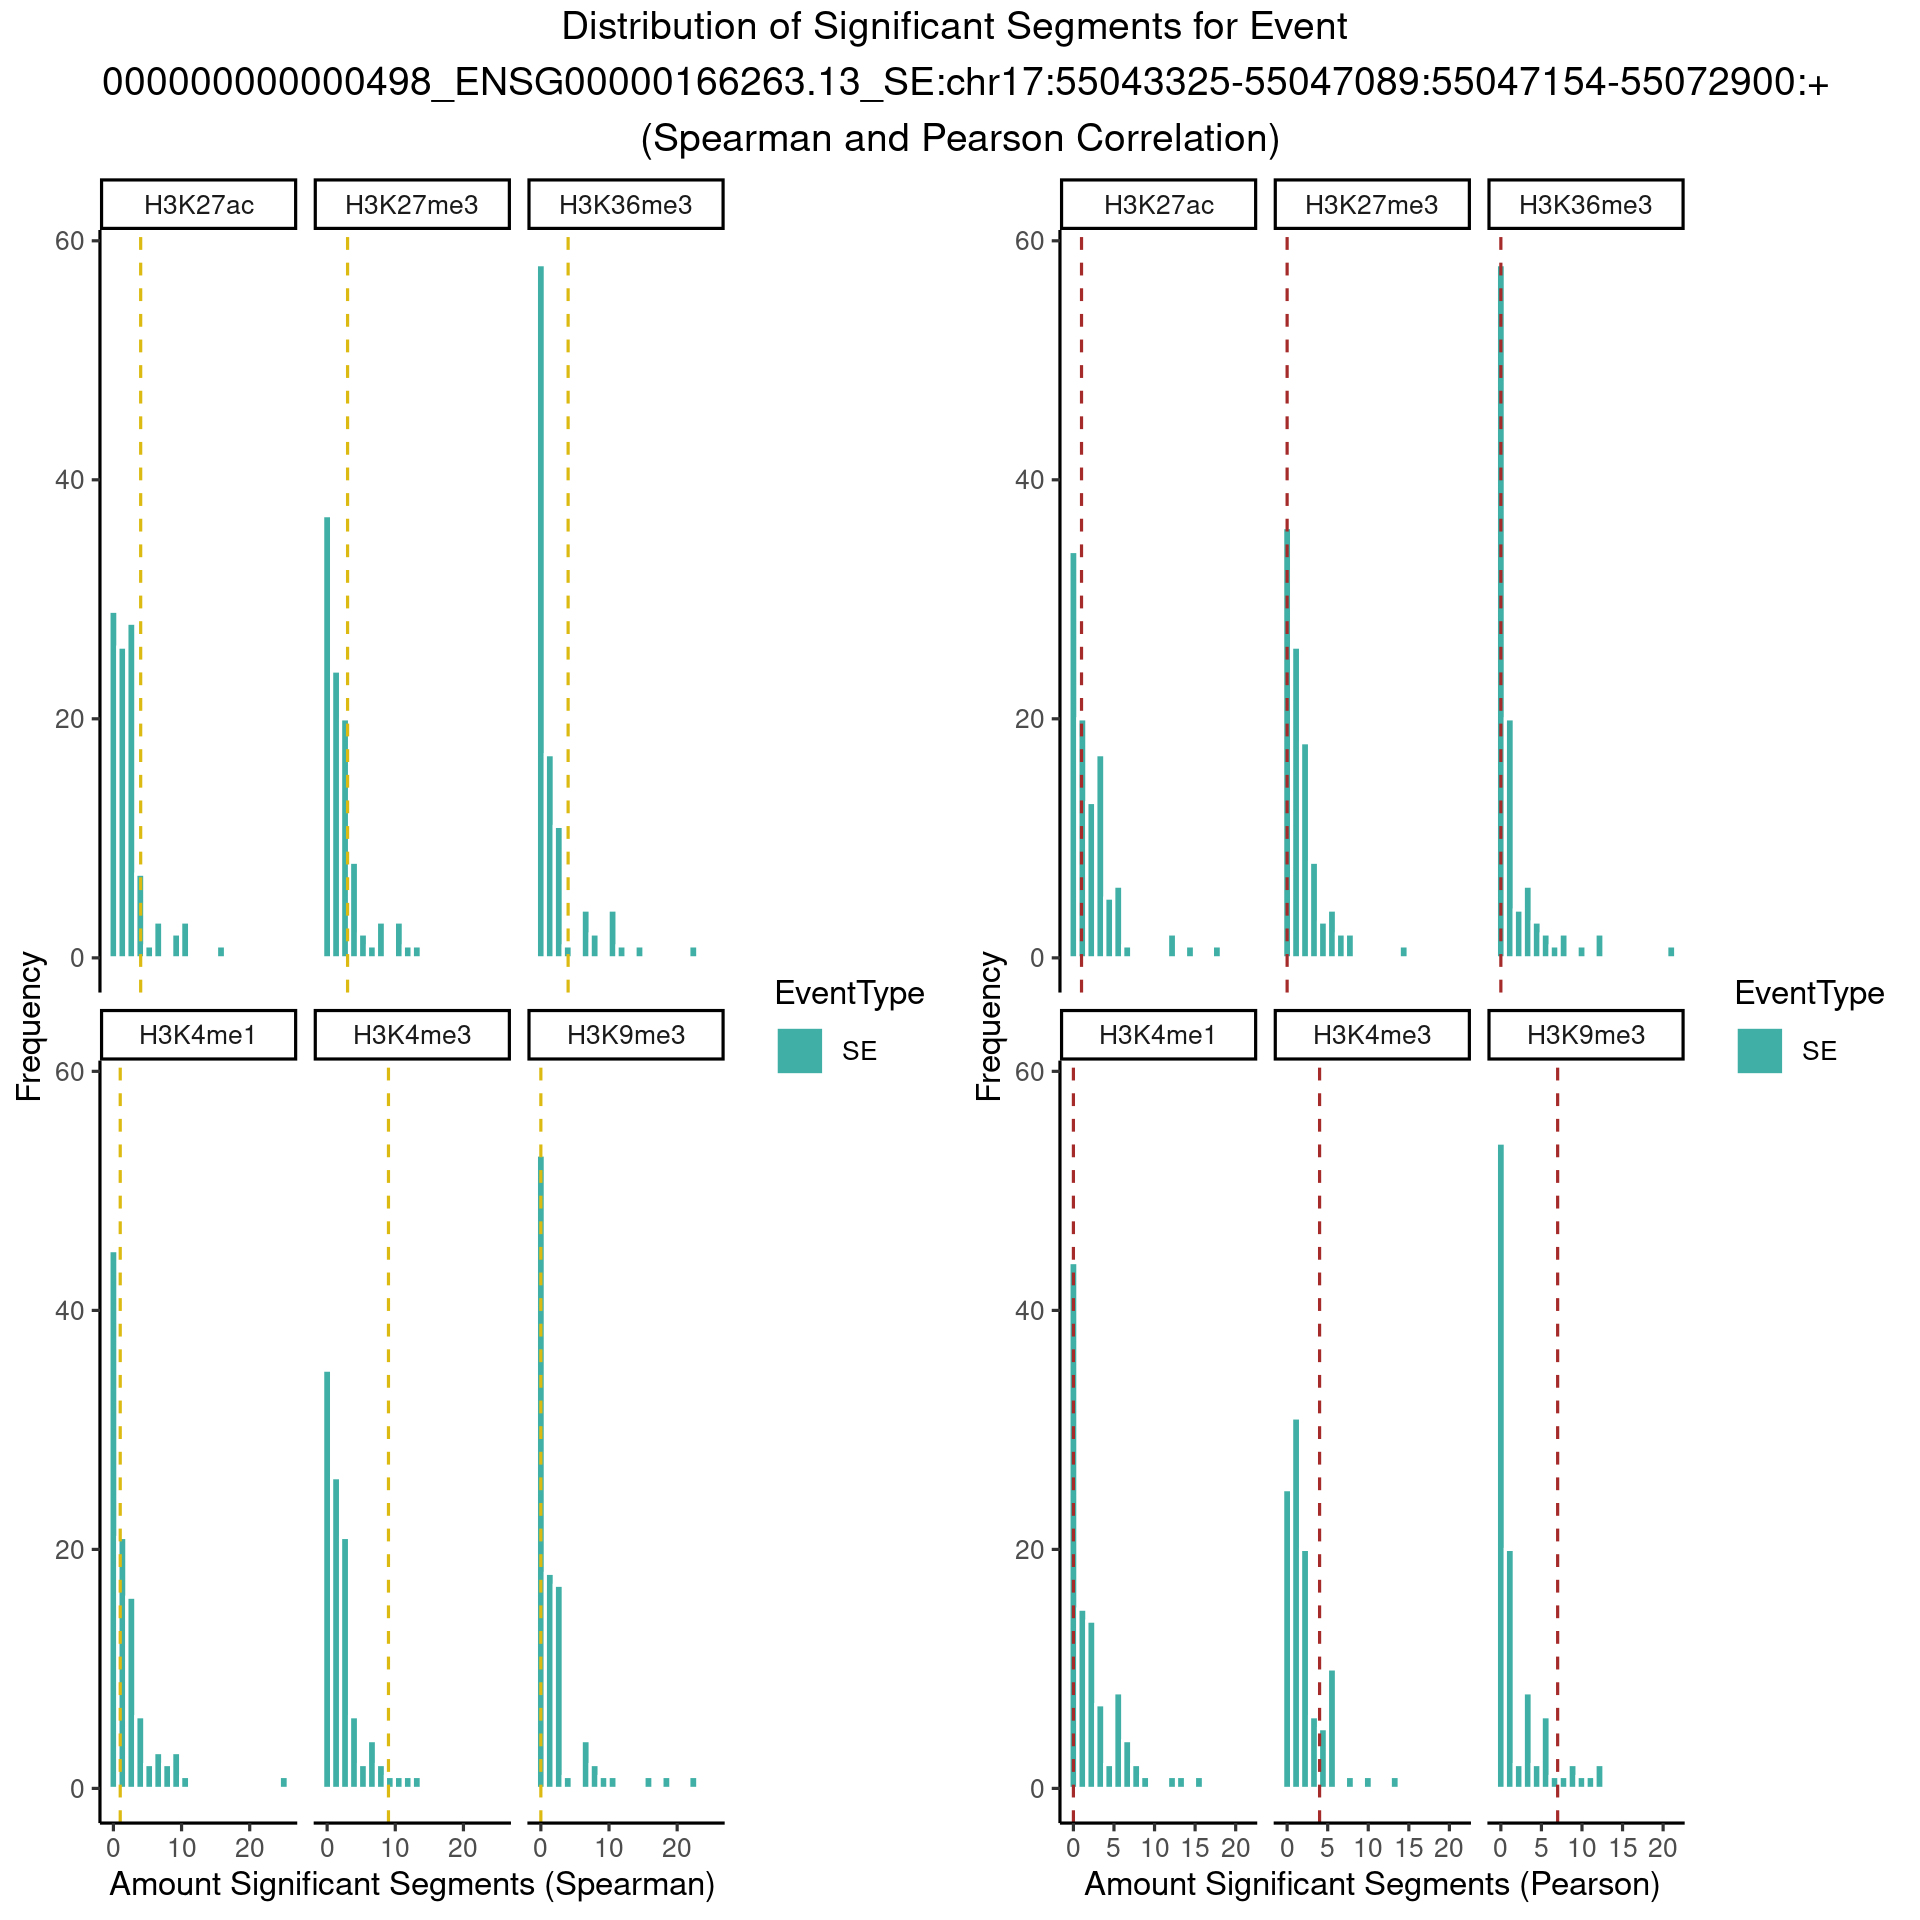 Distribution of Significant Segments for Event
000000000000498_ENSG00000166263.13_SE:chr17:55043325-55047089:55047154-55072900:+
(Spearman and Pearson Correlation)
H3K27ac H3K27me3 H3K36me3
60
40
20
0
H3K4me1 H3K4me3 H3K9me3
60
40
20
0
0 10 20 0 10 20 0 10 20
Frequency
Amount Significant Segments (Spearman)
EventType
SE
H3K27ac H3K27me3 H3K36me3
60
40
20
0
H3K4me1 H3K4me3 H3K9me3
60
40
20
0
0 5 10 15 20 0 5 10 15 20 0 5 10 15 20
Frequency
Amount Significant Segments (Pearson)
EventType
SE